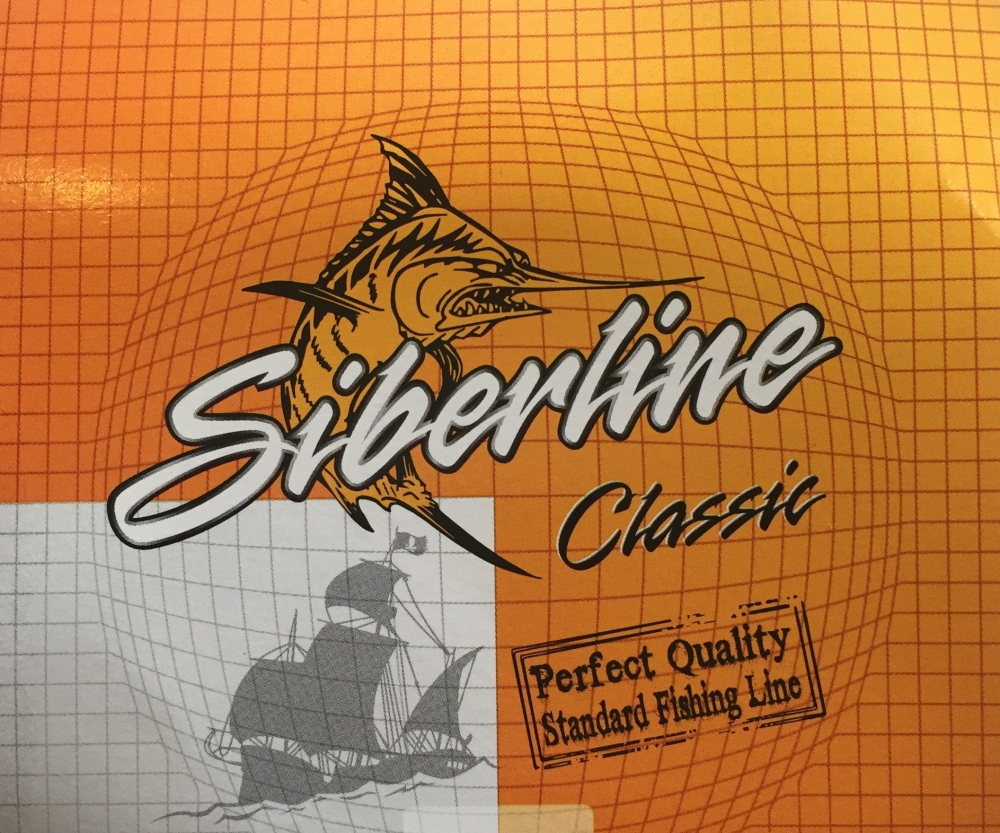 Siberline
Classic
Perfect Quality
Standard Fishing Line